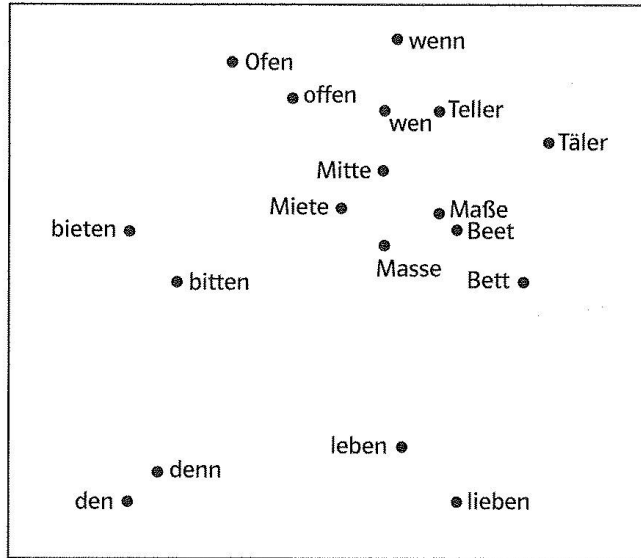 wenn
Ofen
offen
wen
Teller
Täler
Mitte
Miete
Maße
bieten
Beet
Masse
bitten
Bett
leben
denn
den
lieben